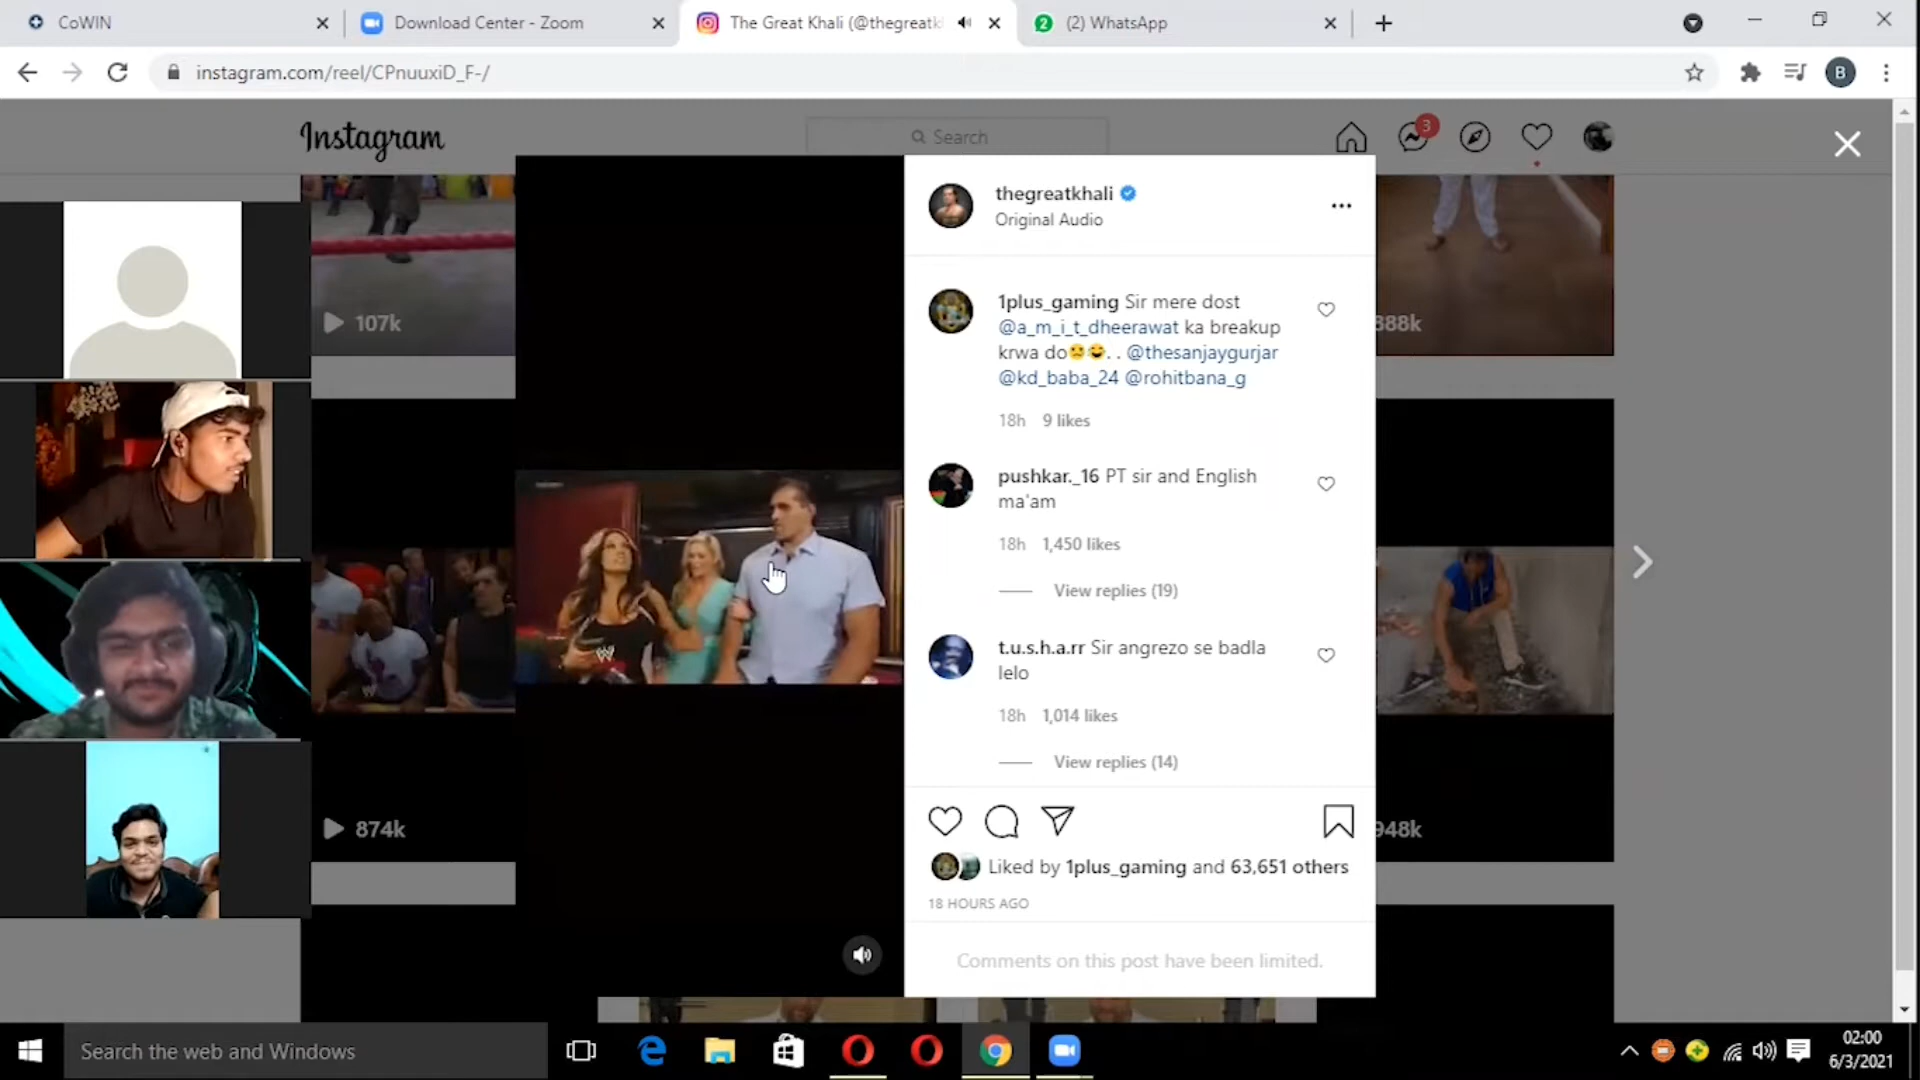 CoWIN
Download Center - Zoom
The Great Khali (@thegreatk
(2) WhatsApp
instagram.com/reel/CPnuuxiD_F-/
B
Instagram
Search
3
thegreatkhali
Original Audio
1plus_gaming Sir mere dost
@a_m_i_t_dheerawat ka breakup
krwa do. . @thesanjaygurjar
@kd_baba_24 @rohitbana_g
18h 9 likes
pushkar._16 PT sir and English
ma'am
18h 1,450 likes
View replies (19)
t.u.s.h.a.rr Sir angrezo se badla
lelo
18h 1,014 likes
View replies (14)
107k
888k
874k
948k
Liked by 1plus_gaming and 63,651 others
18 HOURS AGO
Comments on this post have been limited.
Search the web and Windows
02:00
6/3/2021